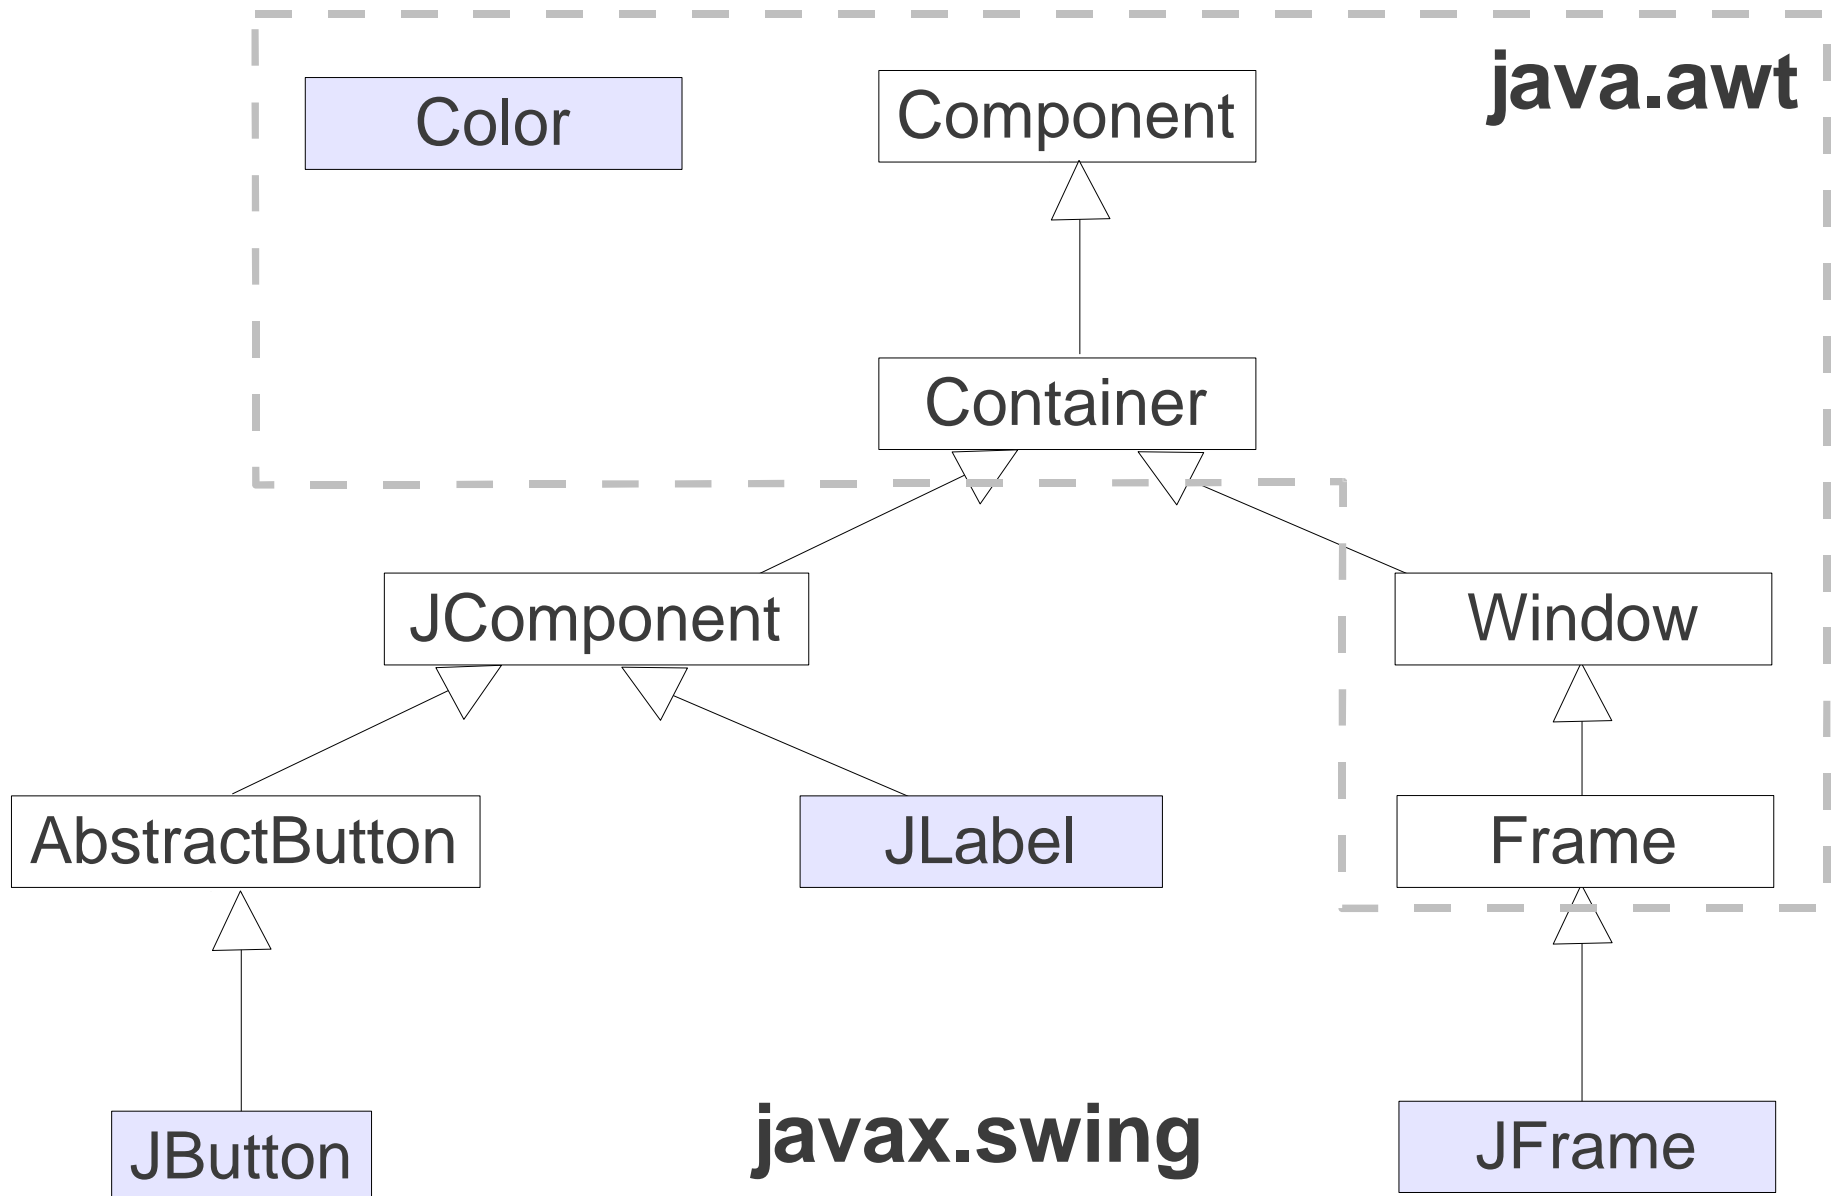 java.awt
Color
Component
Container
JComponent
Window
AbstractButton
JLabel
Frame
JButton
javax.swing
JFrame